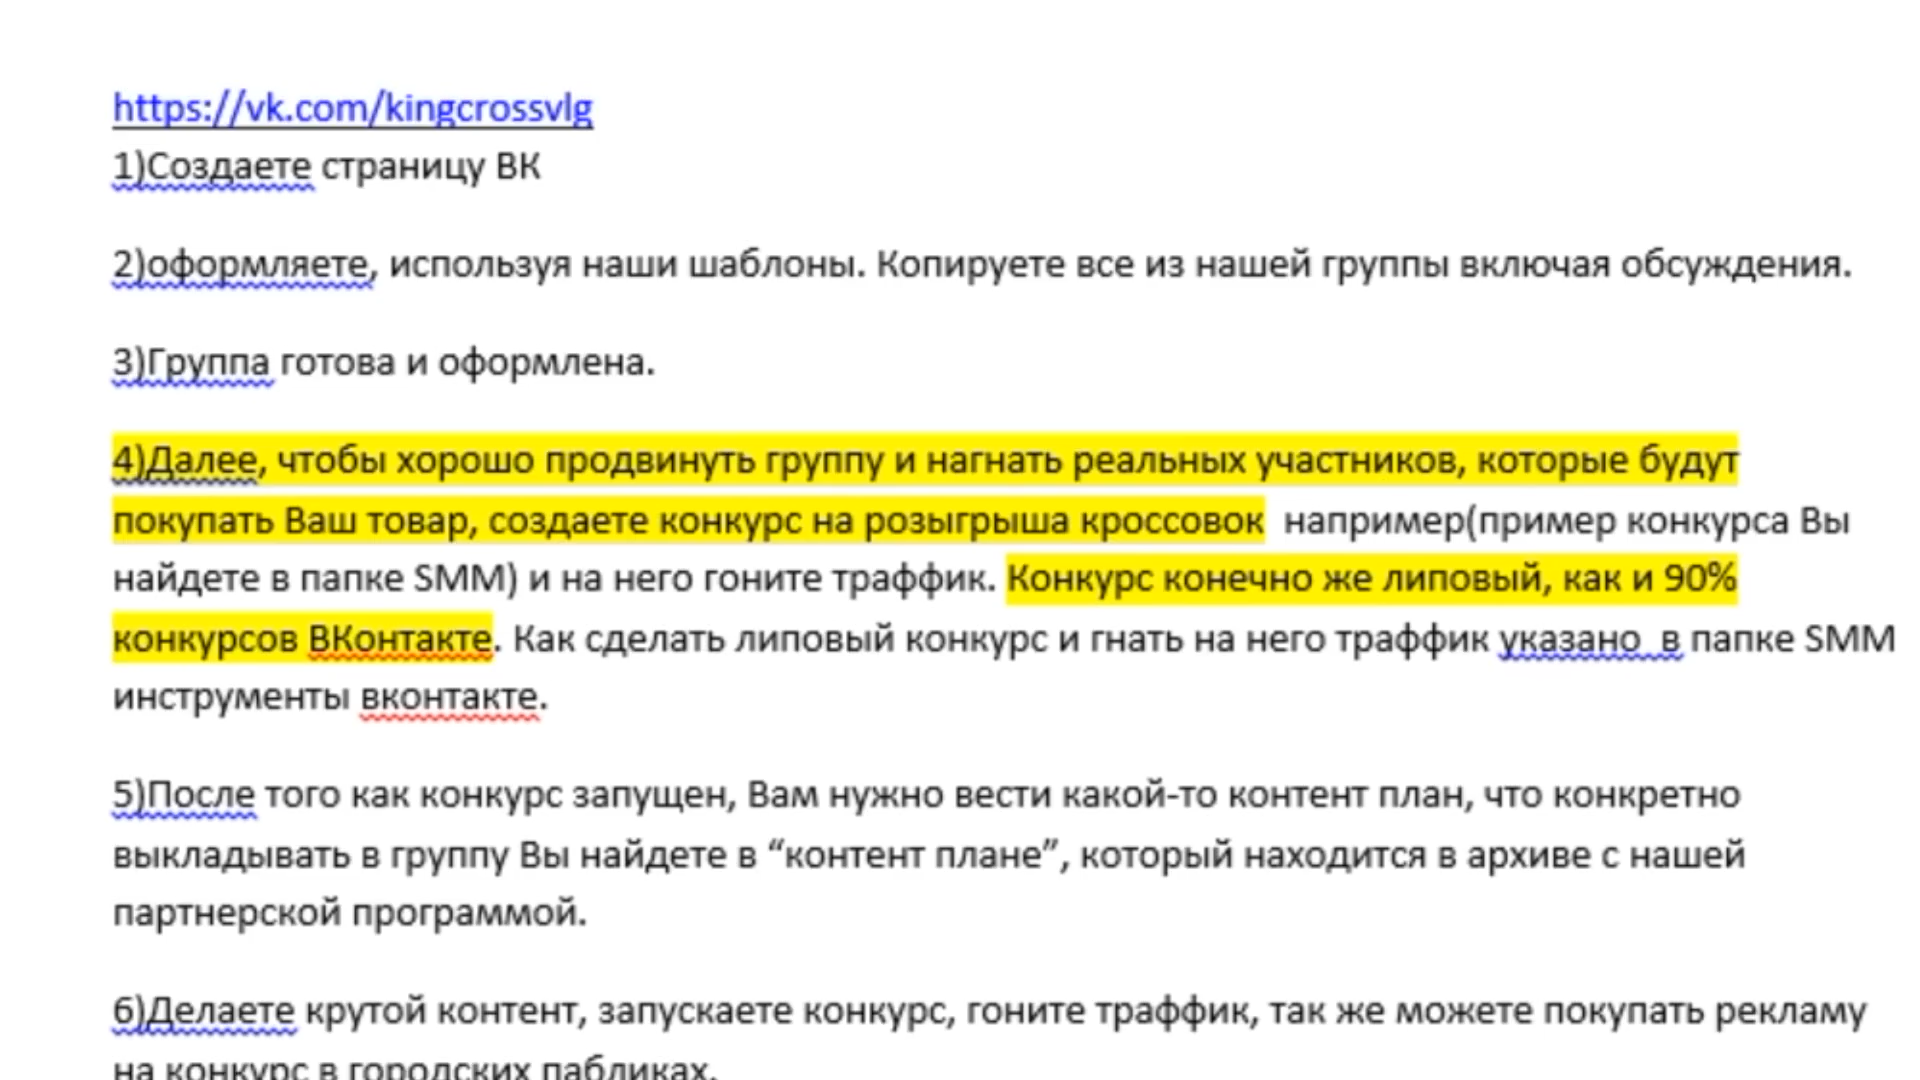 https://vk.com/kingcrossvlg
1)Создаете страницу ВК
2)оформляете, используя наши шаблоны. Копируете все из нашей группы включая обсуждения.
3)Группа готова и оформлена.
4)Далее, чтобы хорошо продвинуть группу и нагнать реальных участников, которые будут
покупать Ваш товар, создаете конкурс на розыгрыша кроссовок  например(пример конкурса Вы
найдете в папке SMM) и на него гоните траффик. Конкурс конечно же липовый, как и 90%
конкурсов ВКонтакте. Как сделать липовый конкурс и гнать на него траффик указано  в папке SMM
инструменты вконтакте.
5)После того как конкурс запущен, Вам нужно вести какой-то контент план, что конкретно
выкладывать в группу Вы найдете в “контент плане”, который находится в архиве с нашей
партнерской программой.
6)Делаете крутой контент, запускаете конкурс, гоните траффик, так же можете покупать рекламу
на конкурс в городских пабликах.